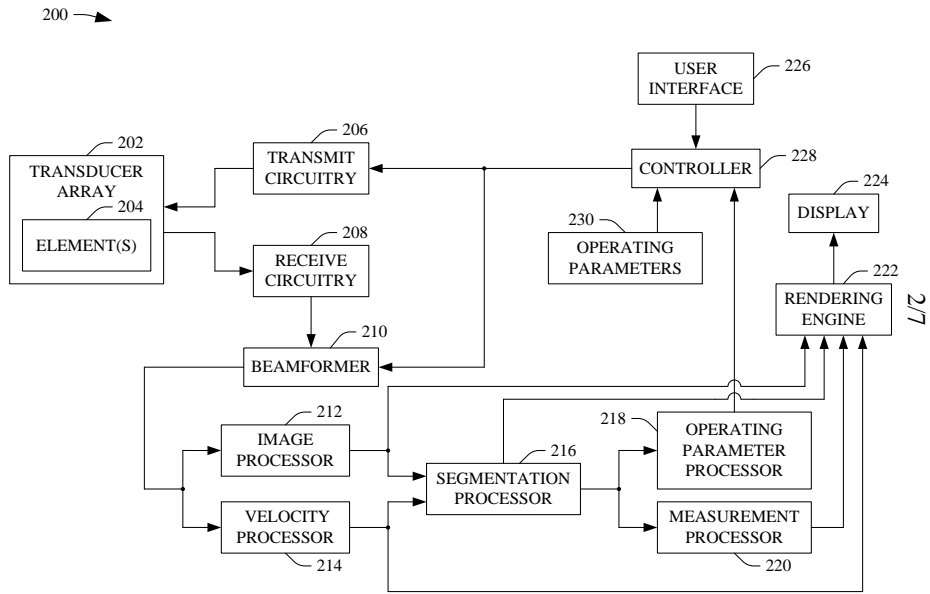 200
USER
INTERFACE
226
206
TRANSMIT
CIRCUITRY
202
TRANSDUCER
ARRAY
204
ELEMENT(S)
CONTROLLER
228
224
DISPLAY
230
OPERATING
PARAMETERS
208
RECEIVE
CIRCUITRY
222
RENDERING
ENGINE
2/7
210
BEAMFORMER
212
IMAGE
PROCESSOR
216
SEGMENTATION
PROCESSOR
218
OPERATING
PARAMETER
PROCESSOR
VELOCITY
PROCESSOR
214
MEASUREMENT
PROCESSOR
220